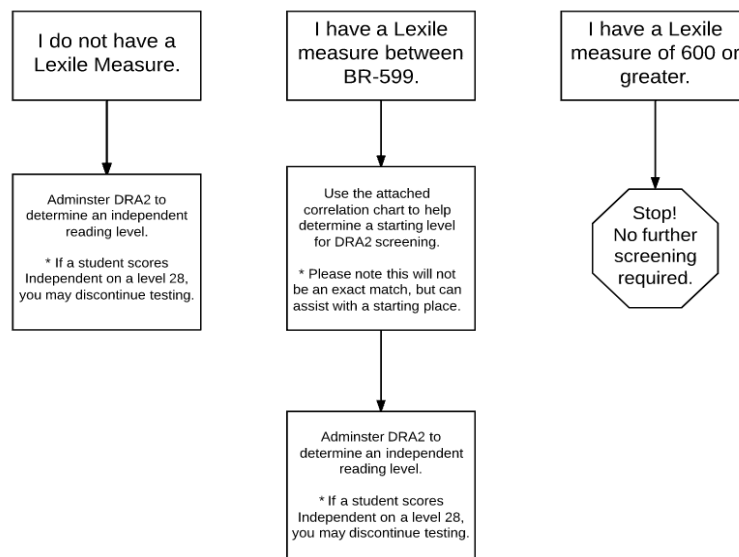 I do not have a
Lexile Measure.
Adminster DRA2 to
determine an independent
reading level.
* If a student scores
Independent on a level 28,
you may discontinue testing.
I have a Lexile
measure between
BR-599.
Use the attached
correlation chart to help
determine a starting level
for DRA2 screening.
* Please note this will not
be an exact match, but can
assist with a starting place.
Adminster DRA2 to
determine an independent
reading level.
* If a student scores
Independent on a level 28,
you may discontinue testing.
I have a Lexile
measure of 600 or
greater.
Stop!
No further
screening
required.